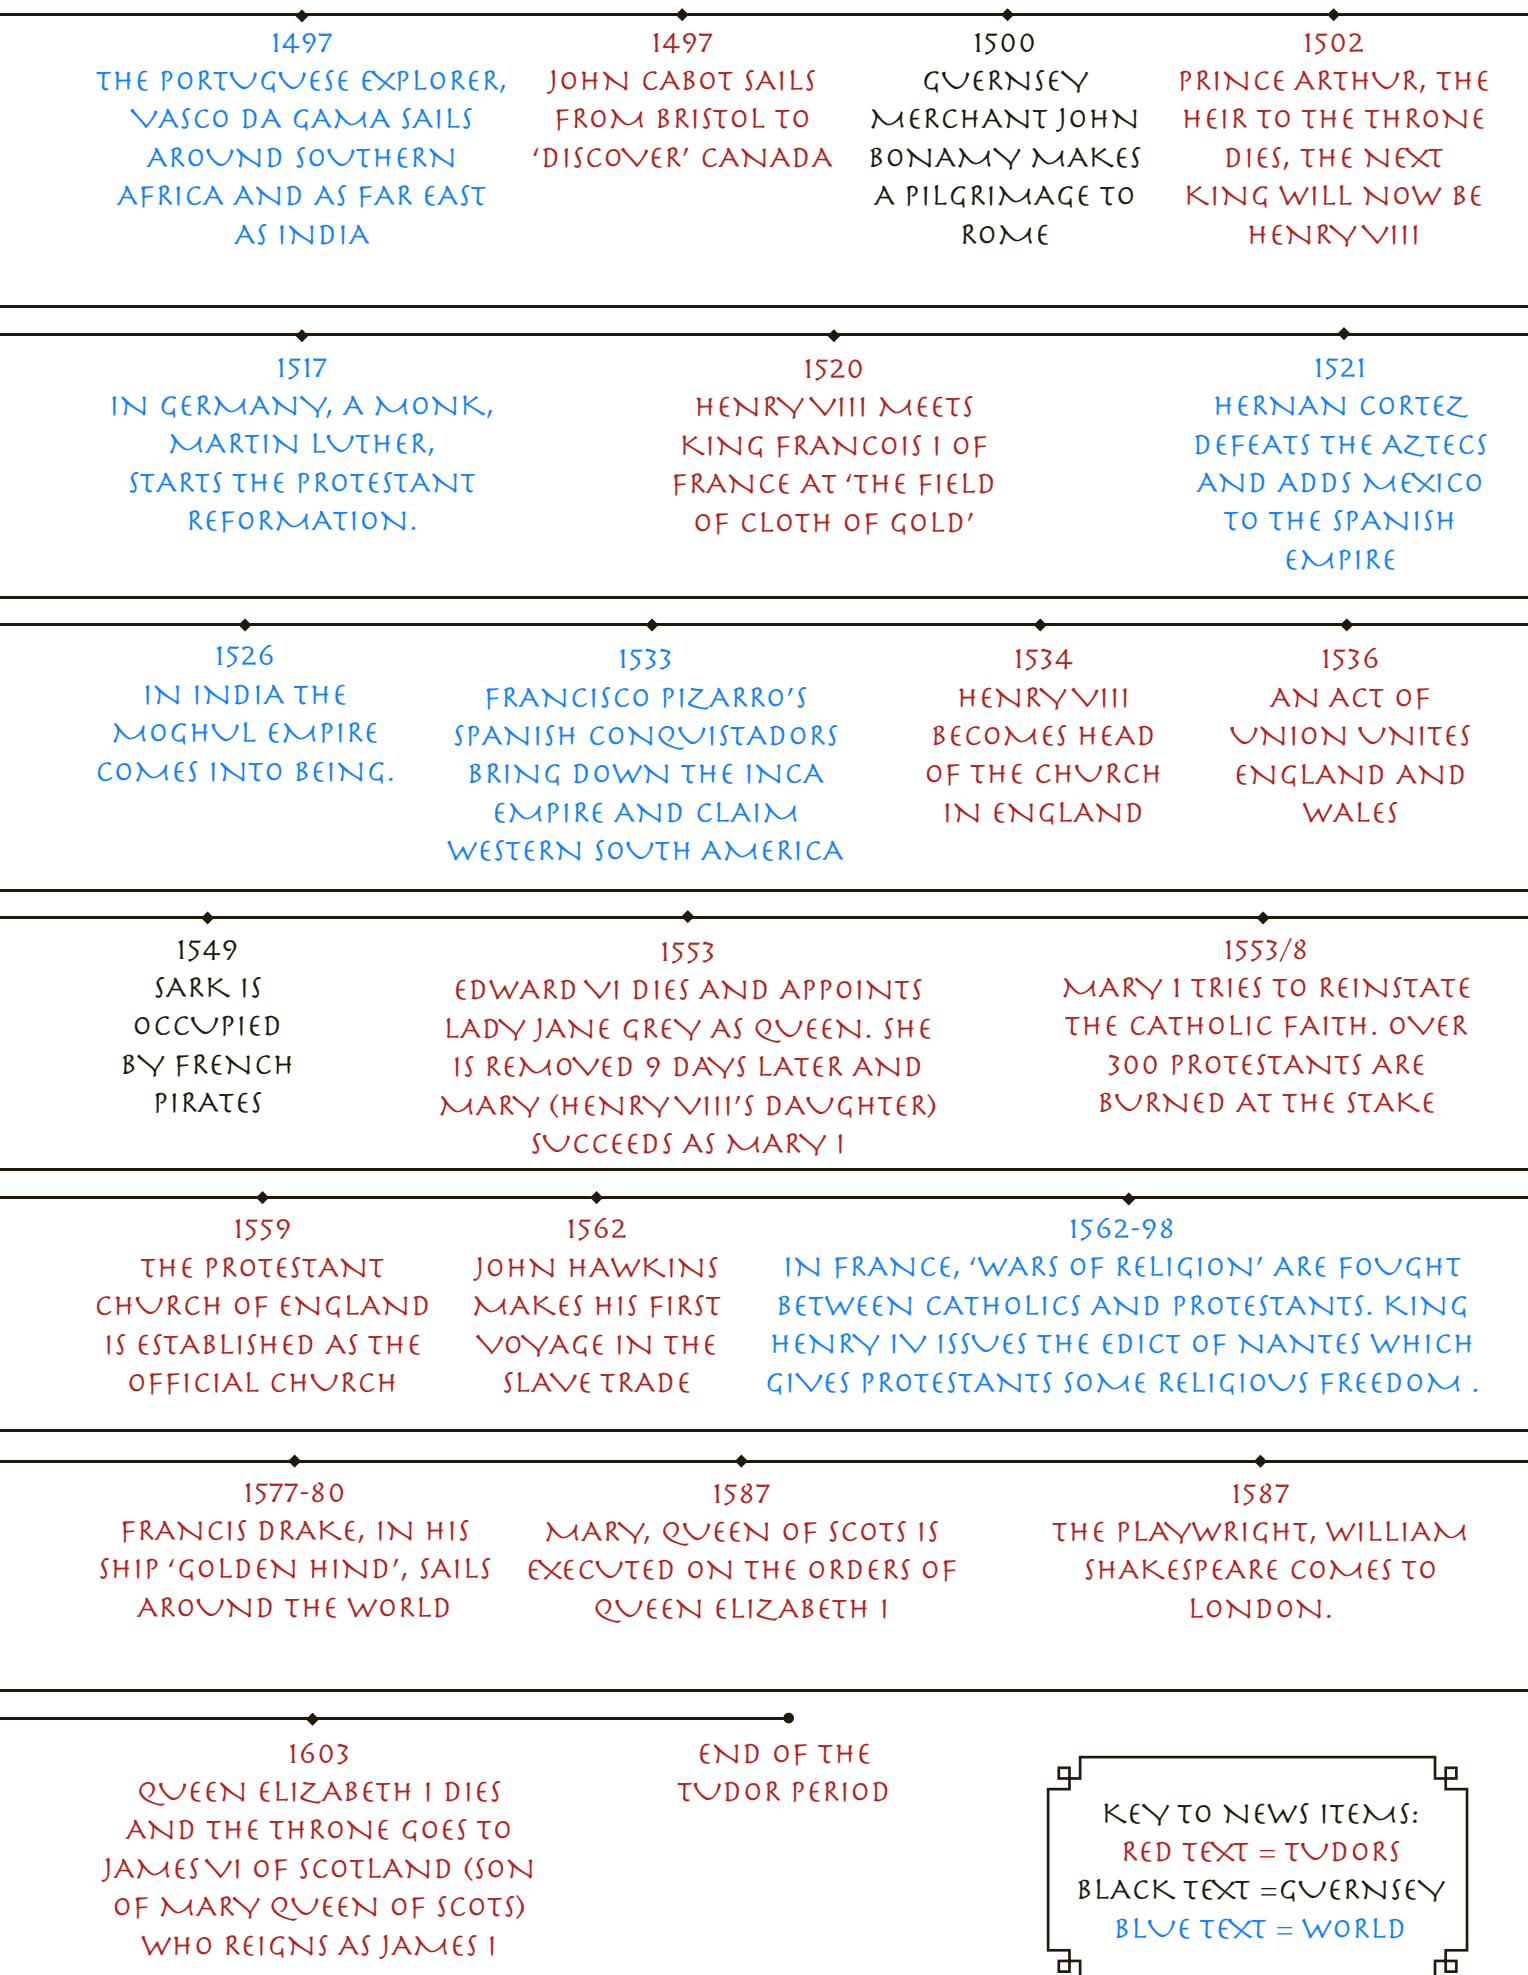 1497
THE PORTUGUESE EXPLORER,
VASCO DA GAMA SAILS
AROUND SOUTHERN
AFRICA AND AS FAR EAST
AS INDIA
1497
JOHN CABOT SAILS
FROM BRISTOL TO
‘DISCOVER’ CANADA
1500
GUERNSEY
MERCHANT JOHN
BONAMY MAKES
A PILGRIMAGE TO
ROME
1502
PRINCE ARTHUR, THE
HEIR TO THE THRONE
DIES, THE NEXT
KING WILL NOW BE
HENRY VIII
1517
IN GERMANY, A MONK,
MARTIN LUTHER,
STARTS THE PROTESTANT
REFORMATION.
1520
HENRY VIII MEETS
KING FRANCOIS I OF
FRANCE AT ‘THE FIELD
OF CLOTH OF GOLD’
1521
HERNAN CORTEZ
DEFEATS THE AZTECS
AND ADDS MEXICO
TO THE SPANISH
EMPIRE
1526
IN INDIA THE
MOGHUL EMPIRE
COMES INTO BEING.
1533
FRANCISCO PIZARRO’S
SPANISH CONQUISTADORS
BRING DOWN THE INCA
EMPIRE AND CLAIM
WESTERN SOUTH AMERICA
1534
HENRY VIII
BECOMES HEAD
OF THE CHURCH
IN ENGLAND
1536
AN ACT OF
UNION UNITES
ENGLAND AND
WALES
1549
SARK IS
OCCUPIED
BY FRENCH
PIRATES
1553
EDWARD VI DIES AND APPOINTS
LADY JANE GREY AS QUEEN. SHE
IS REMOVED 9 DAYS LATER AND
MARY (HENRY VIII’S DAUGHTER)
SUCCEEDS AS MARY I
1553/8
MARY 1 TRIES TO REINSTATE
THE CATHOLIC FAITH. OVER
300 PROTESTANTS ARE
BURNED AT THE STAKE
1559
THE PROTESTANT
CHURCH OF ENGLAND
IS ESTABLISHED AS THE
OFFICIAL CHURCH
1562
JOHN HAWKINS
MAKES HIS FIRST
VOYAGE IN THE
SLAVE TRADE
1562-98
IN FRANCE, ‘WARS OF RELIGION’ ARE FOUGHT
BETWEEN CATHOLICS AND PROTESTANTS. KING
HENRY IV ISSUES THE EDICT OF NANTES WHICH
GIVES PROTESTANTS SOME RELIGIOUS FREEDOM .
1577-80
FRANCIS DRAKE, IN HIS
SHIP ‘GOLDEN HIND’, SAILS
AROUND THE WORLD
1587
MARY, QUEEN OF SCOTS IS
EXECUTED ON THE ORDERS OF
QUEEN ELIZABETH I
1587
THE PLAYWRIGHT, WILLIAM
SHAKESPEARE COMES TO
LONDON.
1603
QUEEN ELIZABETH I DIES
AND THE THRONE GOES TO
JAMES VI OF SCOTLAND (SON
OF MARY QUEEN OF SCOTS)
WHO REIGNS AS JAMES I
END OF THE
TUDOR PERIOD
KEY TO NEWS ITEMS:
RED TEXT = TUDORS
BLACK TEXT =GUERNSEY
BLUE TEXT = WORLD